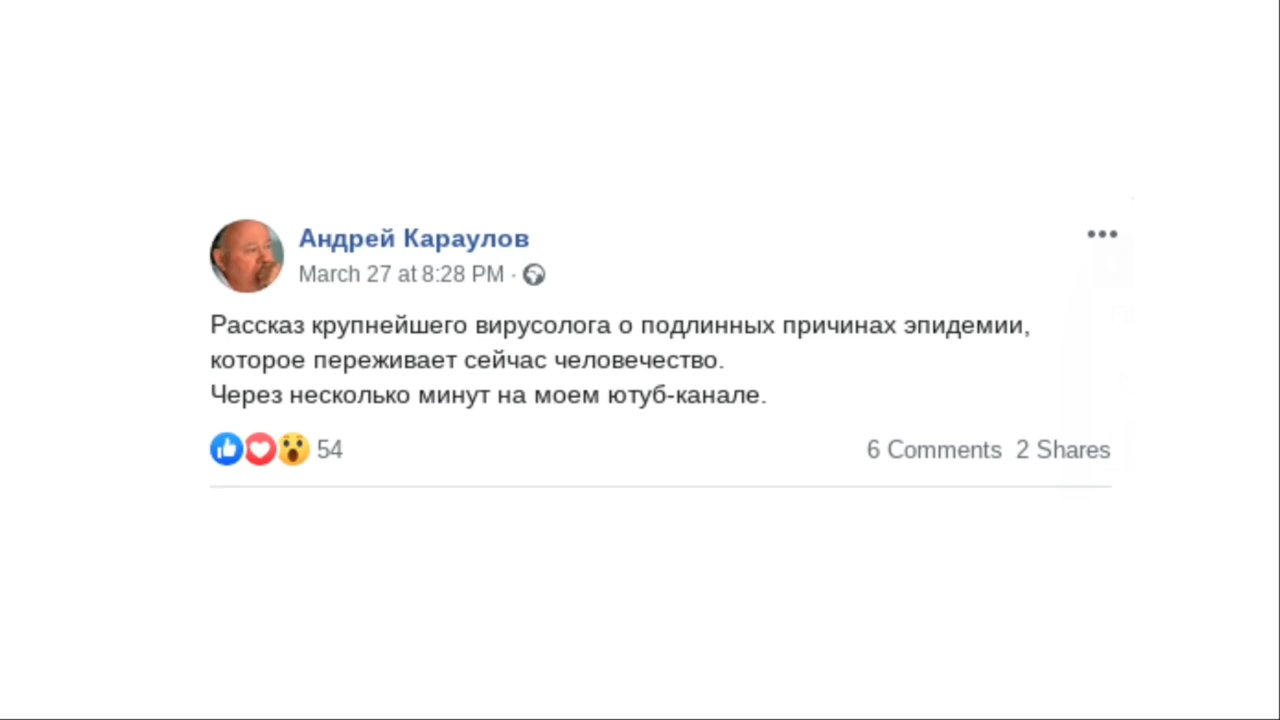 Андрей Караулов
March 27 at 8:28 PM ·
Рассказ крупнейшего вирусолога о подлинных причинах эпидемии,
которое переживает сейчас человечество.
Через несколько минут на моем ютуб-канале.
54 6 Comments 2 Shares